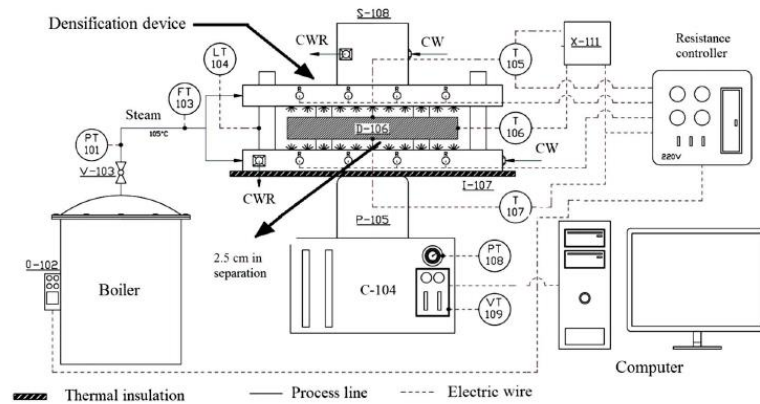 S-108
Densification device
CWR
CW
T
105
X-111
Resistance
controller
LT
104
FT
103
Steam
105°C
PT
101
V-103
D-106
T
106
220V
CW
I-107
CWR
T
107
P-105
2.5 cm in
separation
PT
108
O-102
Boiler
C-104
VT
109
Computer
Thermal insulation
Process line
Electric wire